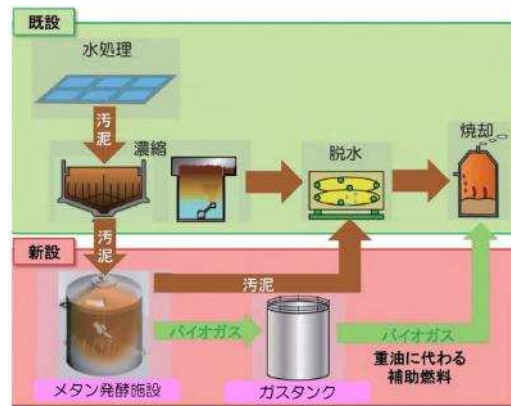 既設
水処理
汚泥
濃縮
脱水
焼却
汚泥
新設
汚泥
バイオガス
バイオガス
重油に代わる
補助燃料
メタン発酵施設
ガスタンク